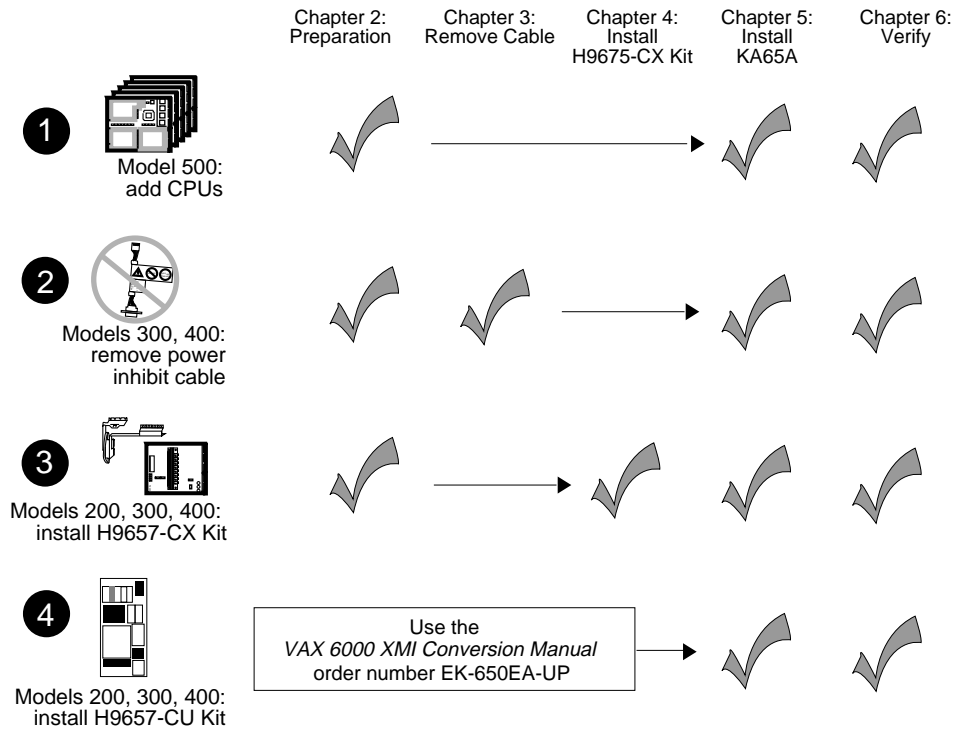 Chapter 2:
Preparation
Chapter 3:
Remove Cable
Chapter 4:
Install
H9675-CX Kit
Chapter 5:
Install
KA65A
Chapter 6:
Verify
1
Model 500:
add CPUs
2
Models 300, 400:
remove power
inhibit cable
3
Models 200, 300, 400:
install H9657-CX Kit
4
Models 200, 300, 400:
install H9657-CU Kit
Use the
VAX 6000 XMI Conversion Manual
order number EK-650EA-UP